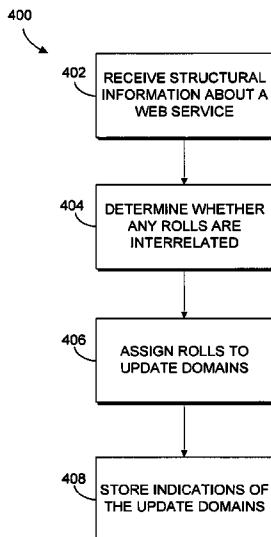 400
402
RECEIVE STRUCTURAL
INFORMATION ABOUT A
WEB SERVICE
404
DETERMINE WHETHER
ANY ROLLS ARE
INTERRELATED
406
ASSIGN ROLLS TO
UPDATE DOMAINS
408
STORE INDICATIONS OF
THE UPDATE DOMAINS